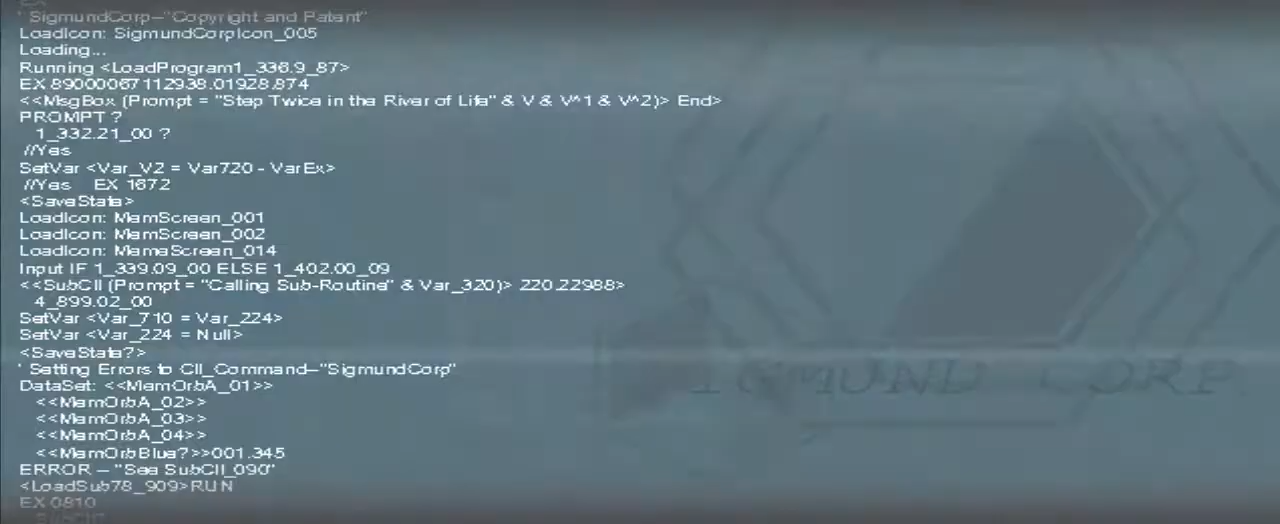 ' SigmundCorp–"Copyright and Patent"
LoadIcon: SigmundCorpIcon_005
Loading...
Running <LoadProgram1_336.9_87>
EX 89000067112938.01928.874
<<MsgBox (Prompt = "Step Twice in the River of Life" & V & V^1 & V^2)> End>
PROMPT ?
1_332.21_00 ?
//Yes
SetVar <Var_V2 = Var720 - VarEx>
//Yes EX 1672
<SaveState>
LoadIcon: MemScreen_001
LoadIcon: MemScreen_002
LoadIcon: MemeScreen_014
Input IF 1_339.09_00 ELSE 1_402.00_09
<<SubCll (Prompt = "Calling Sub-Routine" & Var_320)> 220.22988>
4_899.02_00
SetVar <Var_710 = Var_224>
SetVar <Var_224 = Null>
<SaveState?>
' Setting Errors to Cll_Command–"SigmundCorp"
DataSet: <<MemOrbA_01>>
<<MemOrbA_02>>
<<MemOrbA_03>>
<<MemOrbA_04>>
<<MemOrbBlue?>>001.345
ERROR – "See SubCll_090"
<LoadSub78_909>RUN
EX 0810
SIGMUND CORP.